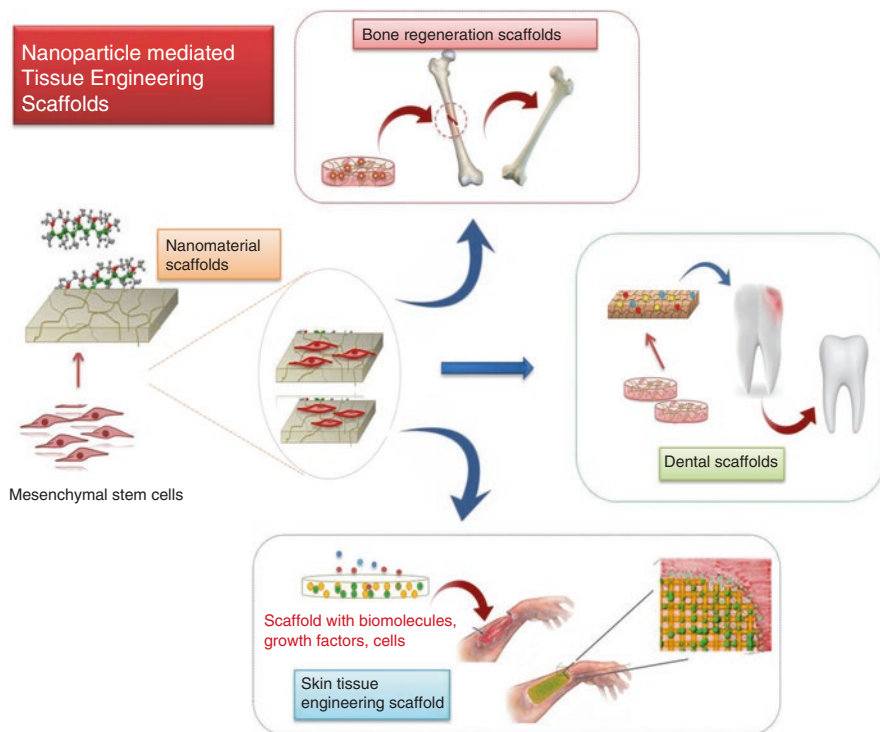 Nanoparticle mediated
Tissue Engineering
Scaffolds
Bone regeneration scaffolds
Nanomaterial
scaffolds
Mesenchymal stem cells
Dental scaffolds
Scaffold with biomolecules,
growth factors, cells
Skin tissue
engineering scaffold